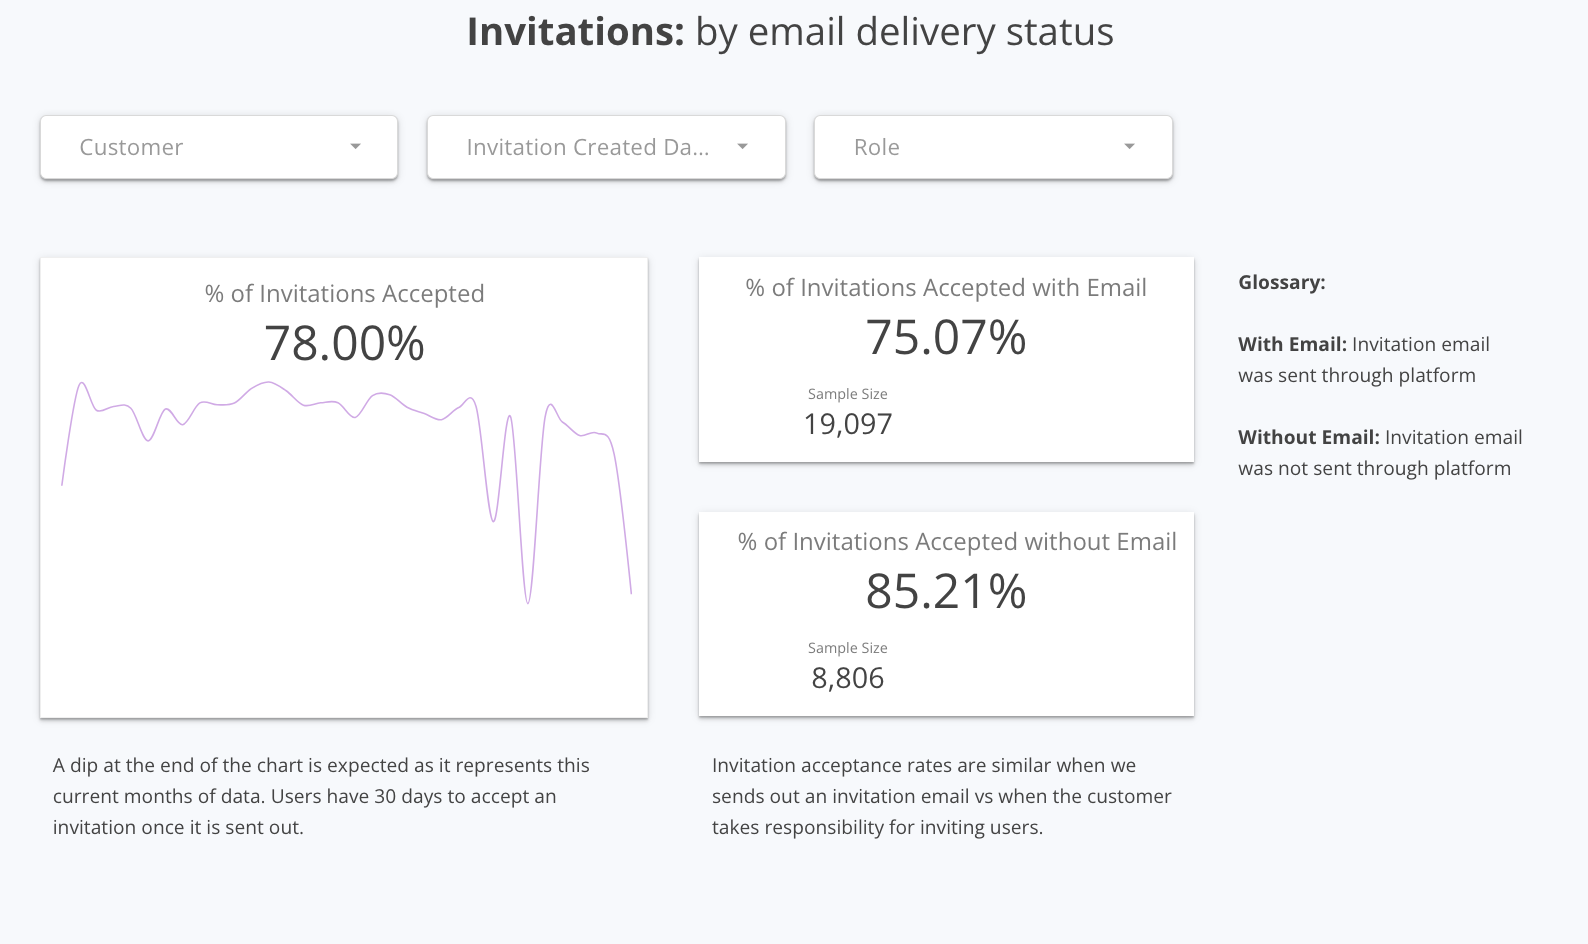 Invitations: by email delivery status
Customer
Invitation Created Da...
Role
% of Invitations Accepted
78.00%
% of Invitations Accepted with Email
75.07%
Sample Size
19,097
% of Invitations Accepted without Email
85.21%
Sample Size
8,806
Glossary:
With Email: Invitation email
was sent through platform
Without Email: Invitation email
was not sent through platform
A dip at the end of the chart is expected as it represents this
current months of data. Users have 30 days to accept an
invitation once it is sent out.
Invitation acceptance rates are similar when we
sends out an invitation email vs when the customer
takes responsibility for inviting users.